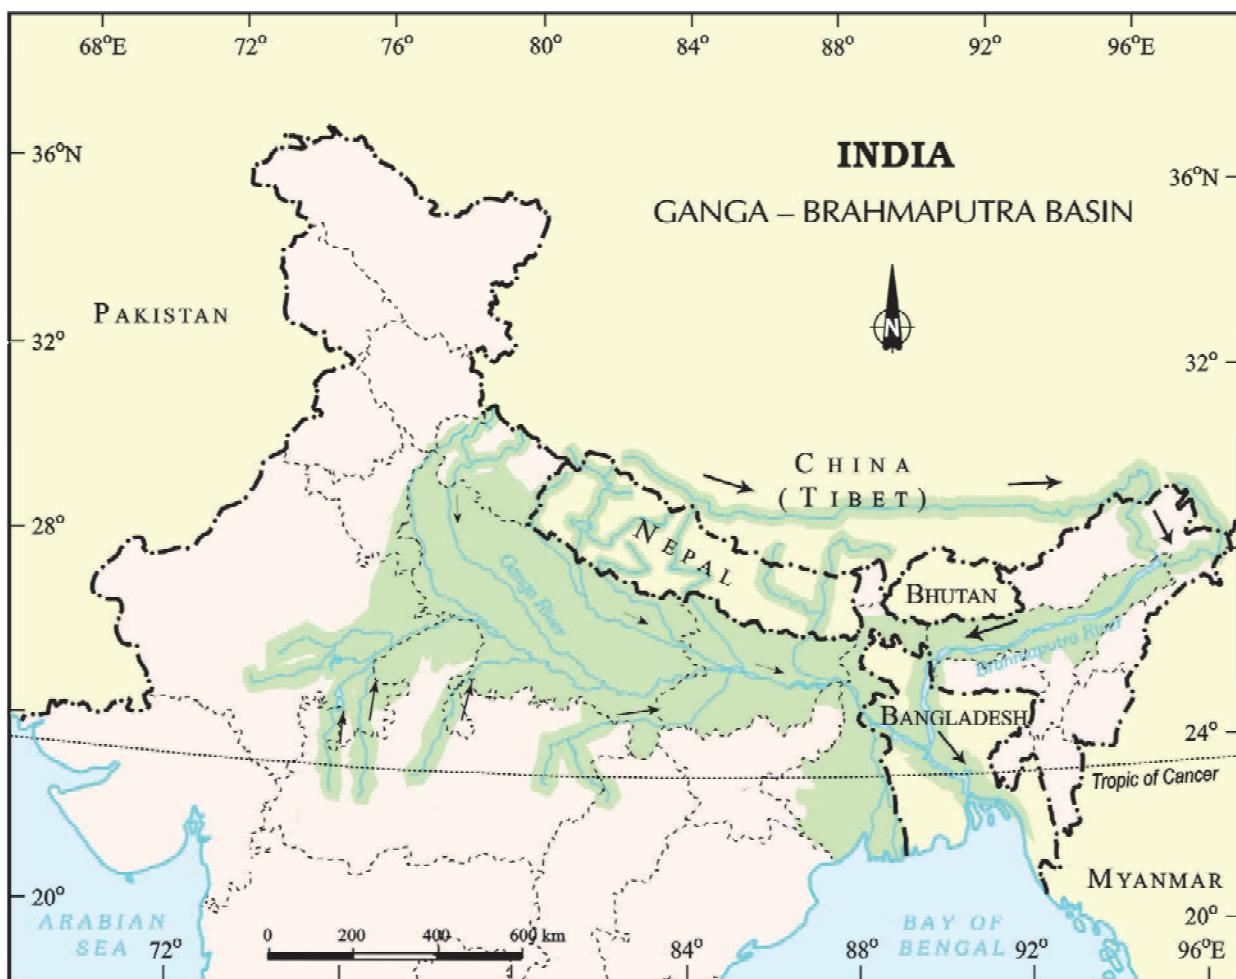 68°E 72° 76° 80° 84° 88° 92° 96°E
36°N
INDIA
36°N
GANGA – BRAHMAPUTRA BASIN
PAKISTAN
N
32°
32°
CHINA
(TIBET)
28°
28°
NEPAL
Ganga River
BHUTAN
Brahmaputra River
BANGLADESH
24°
Tropic of Cancer
MYANMAR
20°
20°
ARABIAN
SEA
BAY OF
BENGAL
0 200 400 600 km
72° 84° 88° 92° 96°E